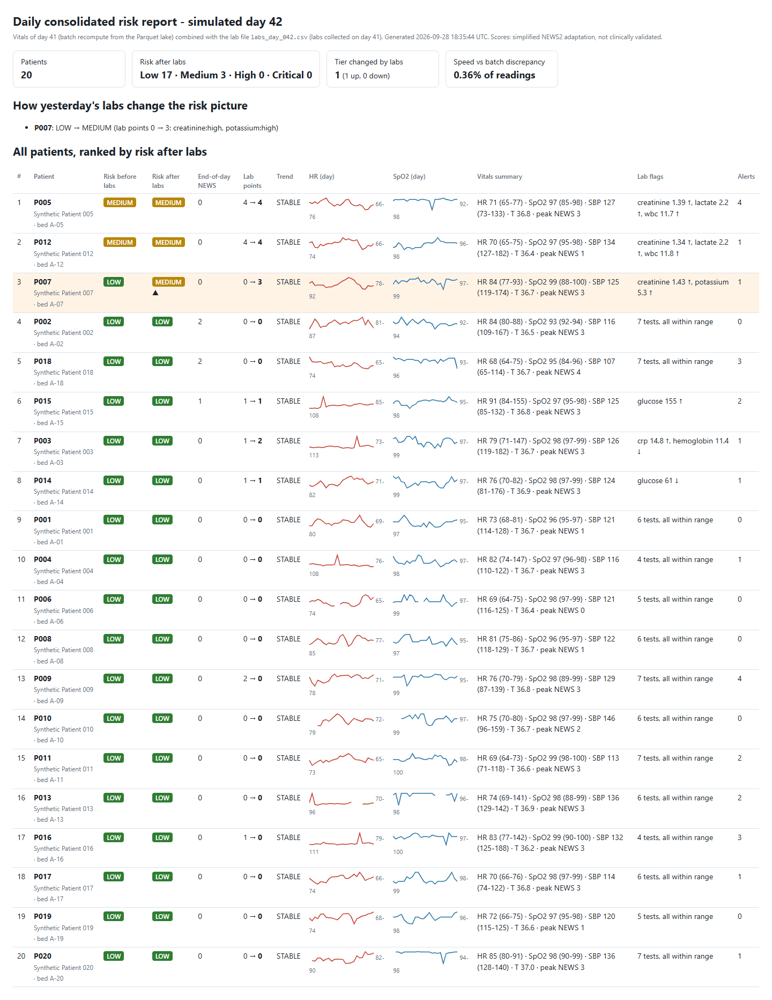 Daily consolidated risk report - simulated day 42
Vitals of day 41 (batch recompute from the Parquet lake) combined with the lab file labs_day_042.csv (labs collected on day 41). Generated 2026-09-28 18:35:44 UTC. Scores: simplified NEWS2 adaptation, not clinically validated.
Patients
20
Risk after labs
Low 17 · Medium 3 · High 0 · Critical 0
Tier changed by labs
1 (1 up, 0 down)
Speed vs batch discrepancy
0.36% of readings
How yesterday's labs change the risk picture
• P007: LOW → MEDIUM (lab points 0 → 3: creatinine:high, potassium:high)
All patients, ranked by risk after labs
# Patient Risk before labs Risk after labs End-of-day NEWS Lab points Trend HR (day) SpO2 (day) Vitals summary Lab flags Alerts
1 P005 MEDIUM MEDIUM 0 4 → 4 STABLE 66- 92- HR 71 (65-77) · SpO2 97 (85-98) · SBP 127 creatinine 1.39 ↑, lactate 2.2 4
Synthetic Patient 005 76 98 (73-133) · T 36.8 · peak NEWS 3 ↑, wbc 11.7 ↑
· bed A-05
2 P012 MEDIUM MEDIUM 0 4 → 4 STABLE 66- 96- HR 70 (65-75) · SpO2 97 (95-98) · SBP 134 creatinine 1.34 ↑, lactate 2.2 1
Synthetic Patient 012 74 98 (127-182) · T 36.4 · peak NEWS 1 ↑, wbc 11.8 ↑
· bed A-12
3 P007 LOW MEDIUM 0 0 → 3 STABLE 78- 97- HR 84 (77-93) · SpO2 99 (88-100) · SBP 125 creatinine 1.43 ↑, potassium 1
Synthetic Patient 007 ▲ 92 99 (119-174) · T 36.7 · peak NEWS 3 5.3 ↑
· bed A-07
4 P002 LOW LOW 2 0 → 0 STABLE 81- 92- HR 84 (80-88) · SpO2 93 (92-94) · SBP 116 7 tests, all within range 0
Synthetic Patient 002 87 94 (109-167) · T 36.5 · peak NEWS 3
· bed A-02
5 P018 LOW LOW 2 0 → 0 STABLE 65- 93- HR 68 (64-75) · SpO2 95 (84-96) · SBP 107 7 tests, all within range 3
Synthetic Patient 018 74 96 (65-114) · T 36.7 · peak NEWS 4
· bed A-18
6 P015 LOW LOW 1 1 → 1 STABLE 85- 95- HR 91 (84-155) · SpO2 97 (95-98) · SBP 125 glucose 155 ↑ 2
Synthetic Patient 015 108 98 (85-132) · T 36.8 · peak NEWS 3
· bed A-15
7 P003 LOW LOW 0 1 → 2 STABLE 73- 97- HR 79 (71-147) · SpO2 98 (97-99) · SBP 126 crp 14.8 ↑, hemoglobin 11.4 1
Synthetic Patient 003 113 99 (119-182) · T 36.7 · peak NEWS 3 ↓
· bed A-03
8 P014 LOW LOW 0 1 → 1 STABLE 71- 97- HR 76 (70-82) · SpO2 98 (97-99) · SBP 124 glucose 61 ↓ 1
Synthetic Patient 014 82 99 (81-176) · T 36.9 · peak NEWS 3
· bed A-14
9 P001 LOW LOW 0 0 → 0 STABLE 69- 95- HR 73 (68-81) · SpO2 96 (95-97) · SBP 121 6 tests, all within range 0
Synthetic Patient 001 80 97 (114-128) · T 36.7 · peak NEWS 1
· bed A-01
10 P004 LOW LOW 0 0 → 0 STABLE 76- 97- HR 82 (74-147) · SpO2 97 (96-98) · SBP 116 4 tests, all within range 1
Synthetic Patient 004 108 98 (110-122) · T 36.7 · peak NEWS 3
· bed A-04
11 P006 LOW LOW 0 0 → 0 STABLE 65- 97- HR 69 (64-75) · SpO2 98 (97-99) · SBP 121 5 tests, all within range 0
Synthetic Patient 006 74 99 (116-125) · T 36.4 · peak NEWS 0
· bed A-06
12 P008 LOW LOW 0 0 → 0 STABLE 77- 95- HR 81 (75-86) · SpO2 96 (95-97) · SBP 122 6 tests, all within range 0
Synthetic Patient 008 85 97 (118-129) · T 36.7 · peak NEWS 1
· bed A-08
13 P009 LOW LOW 0 2 → 0 STABLE 71- 95- HR 76 (70-79) · SpO2 98 (89-99) · SBP 129 7 tests, all within range 4
Synthetic Patient 009 78 99 (87-139) · T 36.8 · peak NEWS 3
· bed A-09
14 P010 LOW LOW 0 0 → 0 STABLE 72- 97- HR 75 (70-80) · SpO2 98 (97-99) · SBP 146 6 tests, all within range 0
Synthetic Patient 010 79 99 (96-159) · T 36.7 · peak NEWS 2
· bed A-10
15 P011 LOW LOW 0 0 → 0 STABLE 65- 98- HR 69 (64-73) · SpO2 99 (98-100) · SBP 113 7 tests, all within range 2
Synthetic Patient 011 73 100 (71-118) · T 36.6 · peak NEWS 3
· bed A-11
16 P013 LOW LOW 0 0 → 0 STABLE 70- 96- HR 74 (69-141) · SpO2 98 (88-99) · SBP 136 6 tests, all within range 2
Synthetic Patient 013 96 98 (129-142) · T 36.9 · peak NEWS 3
· bed A-13
17 P016 LOW LOW 0 1 → 0 STABLE 79- 97- HR 83 (77-142) · SpO2 99 (90-100) · SBP 132 4 tests, all within range 3
Synthetic Patient 016 111 100 (125-188) · T 36.2 · peak NEWS 3
· bed A-16
18 P017 LOW LOW 0 0 → 0 STABLE 66- 98- HR 70 (66-76) · SpO2 98 (97-99) · SBP 114 6 tests, all within range 1
Synthetic Patient 017 74 99 (74-122) · T 36.8 · peak NEWS 3
· bed A-17
19 P019 LOW LOW 0 0 → 0 STABLE 68- 96- HR 72 (66-75) · SpO2 97 (95-98) · SBP 120 5 tests, all within range 0
Synthetic Patient 019 74 98 (115-125) · T 36.6 · peak NEWS 1
· bed A-19
20 P020 LOW LOW 0 0 → 0 STABLE 82- 94- HR 85 (80-91) · SpO2 98 (90-99) · SBP 136 7 tests, all within range 1
Synthetic Patient 020 90 98 (128-140) · T 37.0 · peak NEWS 3
· bed A-20